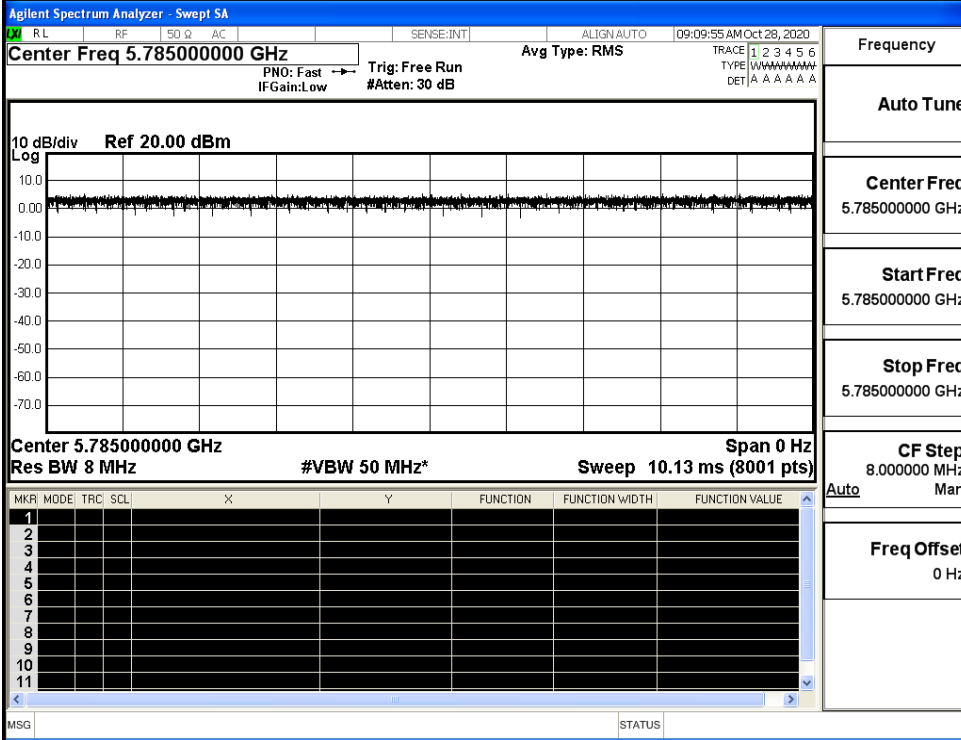 Agilent Spectrum Analyzer - Swept SA
LXI RL RF 50 Ω AC SENSE:INT ALIGN AUTO 09:09:55 AM Oct 28, 2020
Center Freq 5.785000000 GHz
Avg Type: RMS
TRACE 1 2 3 4 5 6
PNO: Fast Trig: Free Run
TYPE
IFGain:Low #Atten: 30 dB
DET A A A A A A
10 dB/div Ref 20.00 dBm
Log
10.0
0.00
-10.0
-20.0
-30.0
-40.0
-50.0
-60.0
-70.0
Center 5.785000000 GHz Span 0 Hz
Res BW 8 MHz #VBW 50 MHz* Sweep 10.13 ms (8001 pts)
MKR MODE TRC SCL X Y FUNCTION FUNCTION WIDTH FUNCTION VALUE
1
2
3
4
5
6
7
8
9
10
11
MSG STATUS
Frequency
Auto Tune
Center Freq
5.785000000 GHz
Start Freq
5.785000000 GHz
Stop Freq
5.785000000 GHz
CF Step
8.000000 MHz
Auto Man
Freq Offset
0 Hz